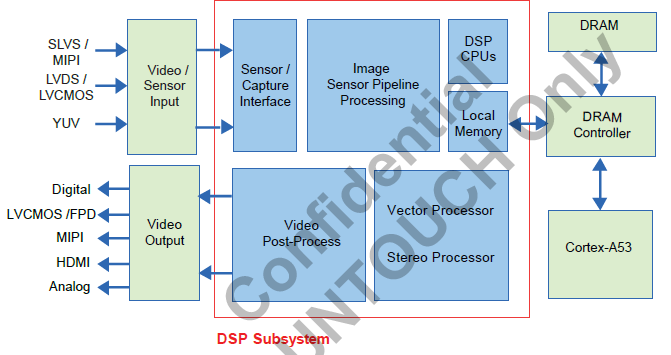 SLVS /
MIPI
LVDS /
LVCMOS
YUV
Video /
Sensor
Input
Sensor /
Capture
Interface
Image
Sensor Pipeline
Processing
DSP
CPUs
Local
Memory
DRAM
DRAM
Controller
Cortex-A53
Digital
LVCMOS /FPD
MIPI
HDMI
Analog
Video
Output
Video
Post-Process
Vector Processor
Stereo Processor
DSP Subsystem
Confidential
UNTOUCH Only